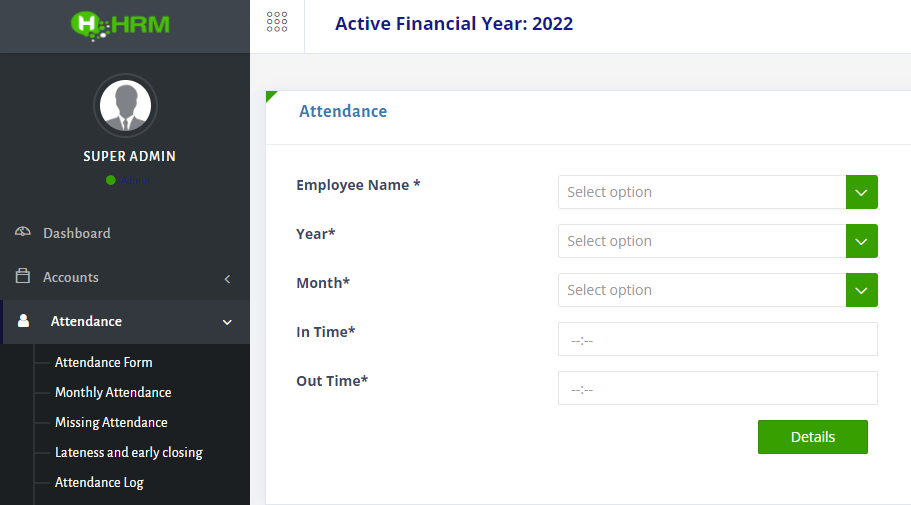 H HRM
Active Financial Year: 2022
SUPER ADMIN
Dashboard
Accounts
Attendance
Attendance Form
Monthly Attendance
Missing Attendance
Lateness and early closing
Attendance Log
Attendance
Employee Name *
Select option
Year*
Select option
Month*
Select option
In Time*
--:--
Out Time*
--:--
Details